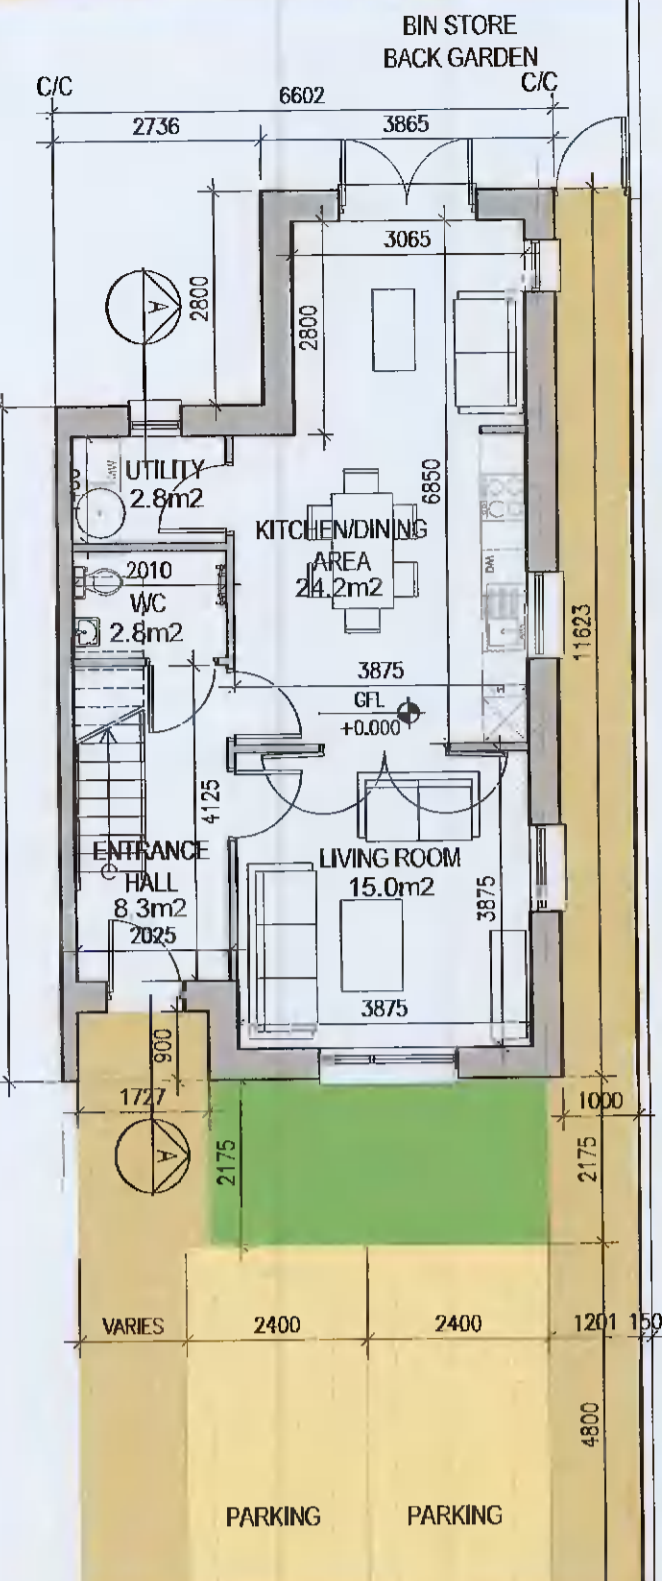 BIN STORE
BACK GARDEN
C/C
C/C
6602
2736
3865
3065
2800
2800
A
UTILITY
2.8m2
6850
KITCHEN/DINING
AREA
24.2m2
DW
2010
WC
2.8m2
11623
3875
GFL
+0.000
4125
ENTRANCE
HALL
8.3m2
2025
LIVING ROOM
15.0m2
3875
3875
900
1727
1000
A
2175
2175
VARIES
2400
2400
1201
150
4800
PARKING
PARKING